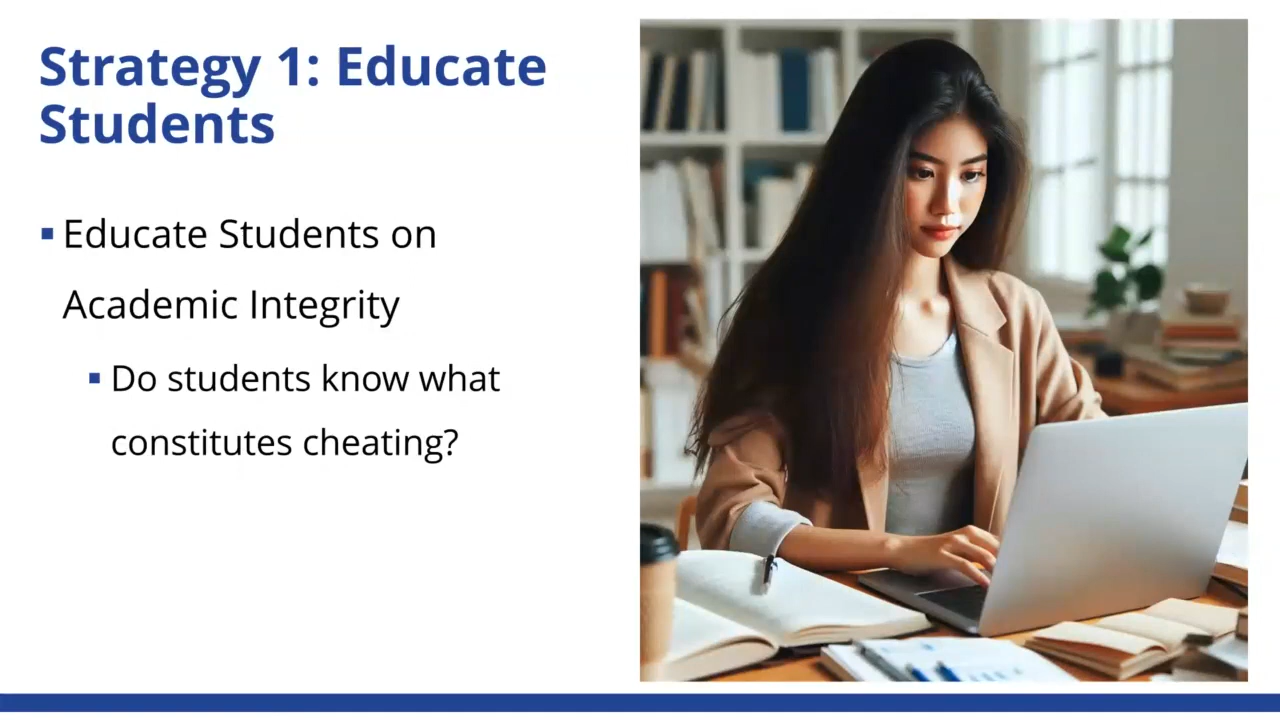 Strategy 1: Educate
Students
▪ Educate Students on
Academic Integrity
▪ Do students know what
constitutes cheating?